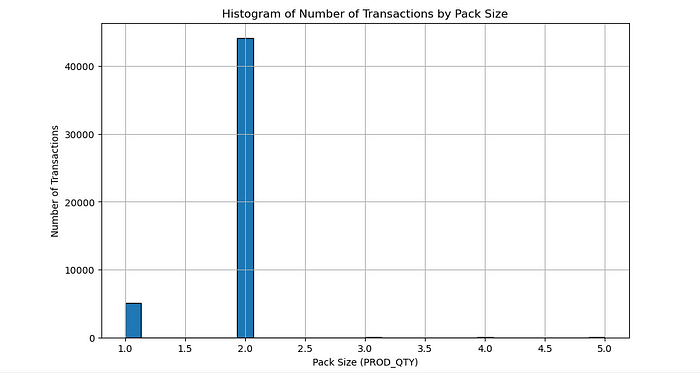 Histogram of Number of Transactions by Pack Size
40000
30000
20000
10000
0
Number of Transactions
1.0 1.5 2.0 2.5 3.0 3.5 4.0 4.5 5.0
Pack Size (PROD_QTY)